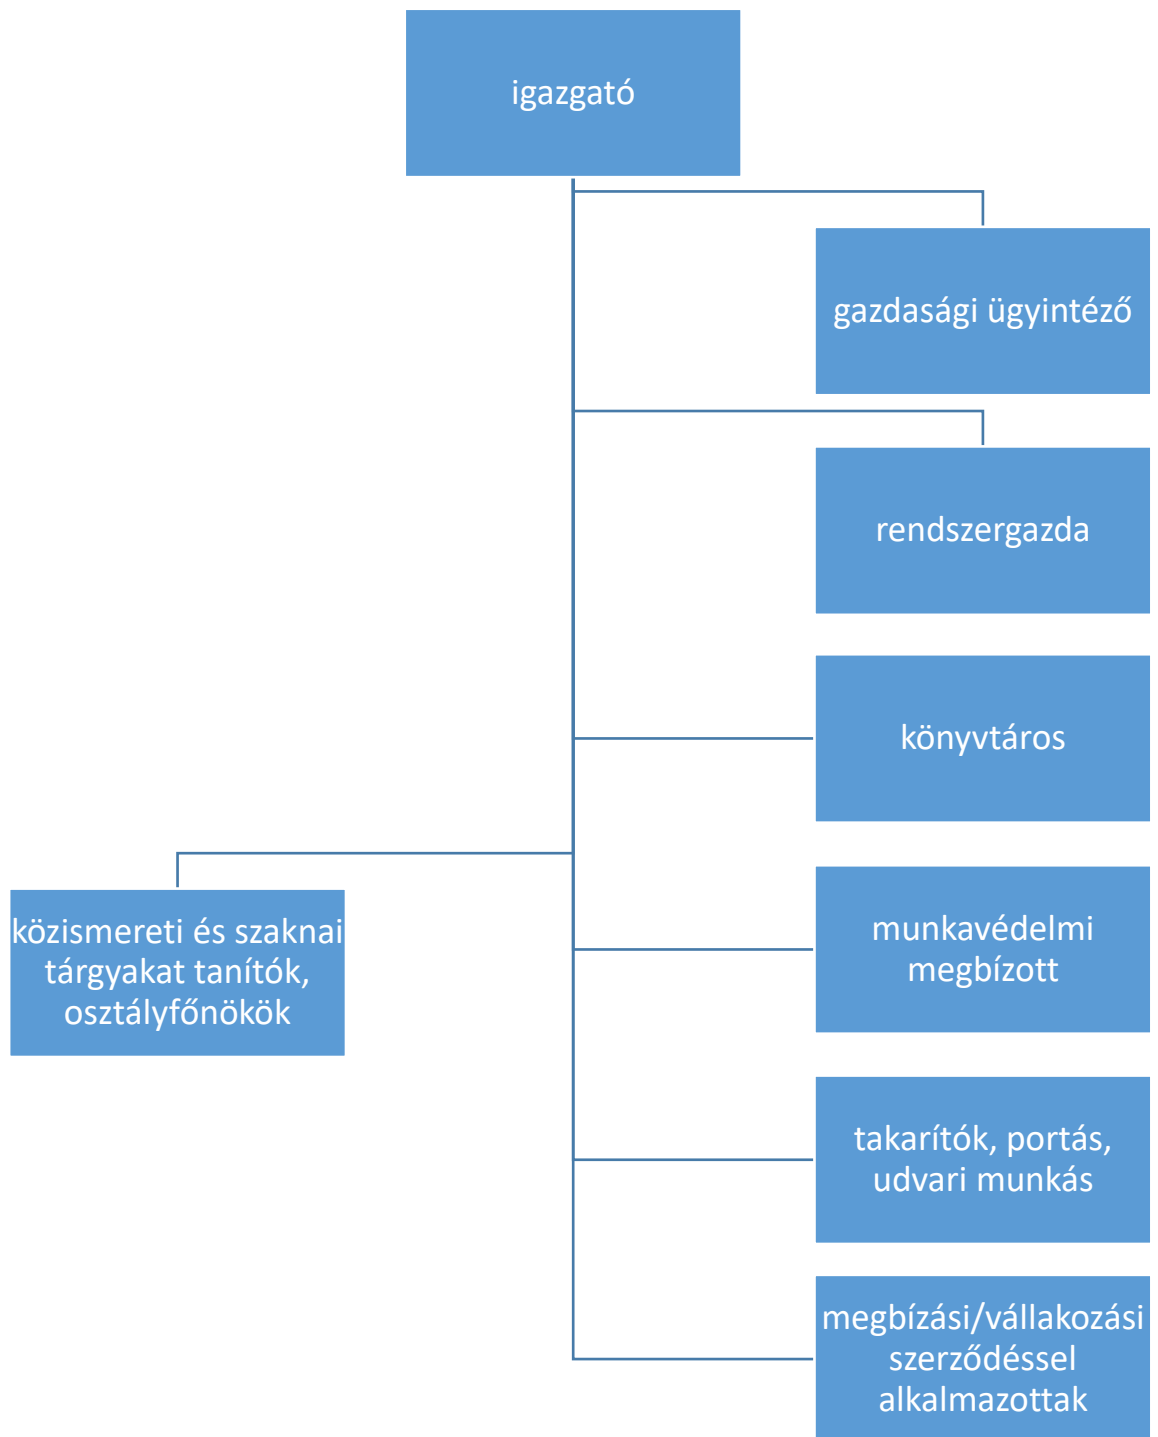 igazgató
gazdasági ügyintéző
rendszergazda
könyvtáros
közismereti és szaknai
tárgyakat tanítók,
osztályfőnökök
munkavédelmi
megbízott
takarítók, portás,
udvari munkás
megbízási/vállakozási
szerződéssel
alkalmazottak